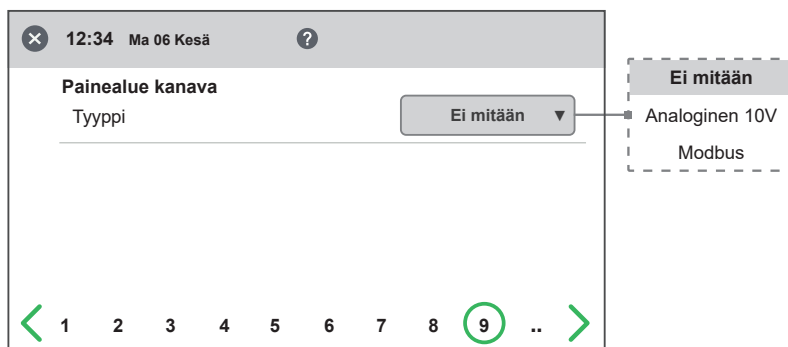 12:34 Ma 06 Kesä ?
Painealue kanava
Tyyppi
Ei mitään ▼
Ei mitään
Analoginen 10V
Modbus
1 2 3 4 5 6 7 8 9 ..